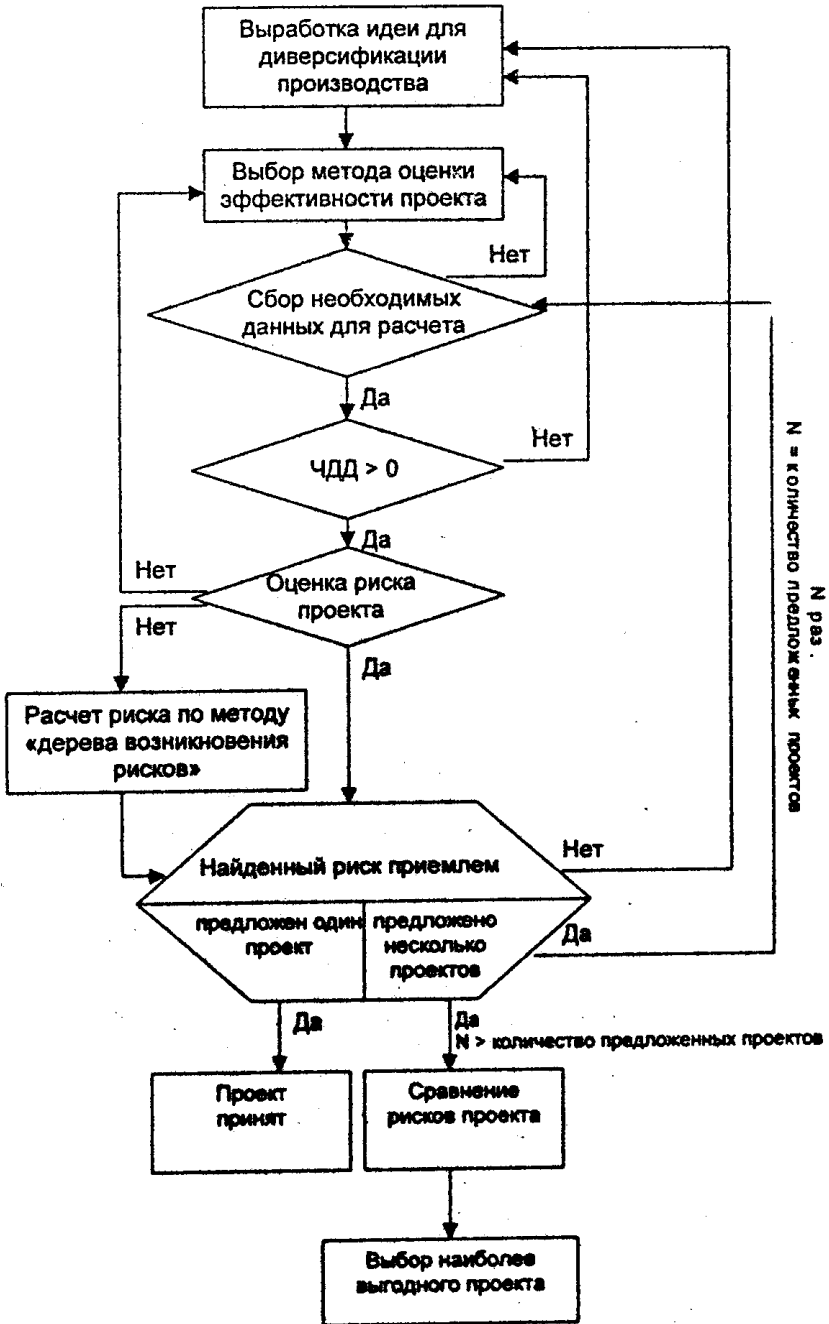 Выработка идеи для
диверсификации
производства
Выбор метода оценки
эффективности проекта
Нет
Сбор необходимых
данных для расчета
Да
Нет
ЧДД > 0
Да
Нет
Оценка риска
проекта
Нет
Да
Расчет риска по методу
«дерева возникновения
рисков»
N раз .
N = количество предложенных проектов
Нет
Найденный риск приемлем
предложен один
проект
предложено
несколько
проектов
Да
Да
Да
N > количество предложенных проектов
Проект
принят
Сравнение
рисков проекта
Выбор наиболее
выгодного проекта